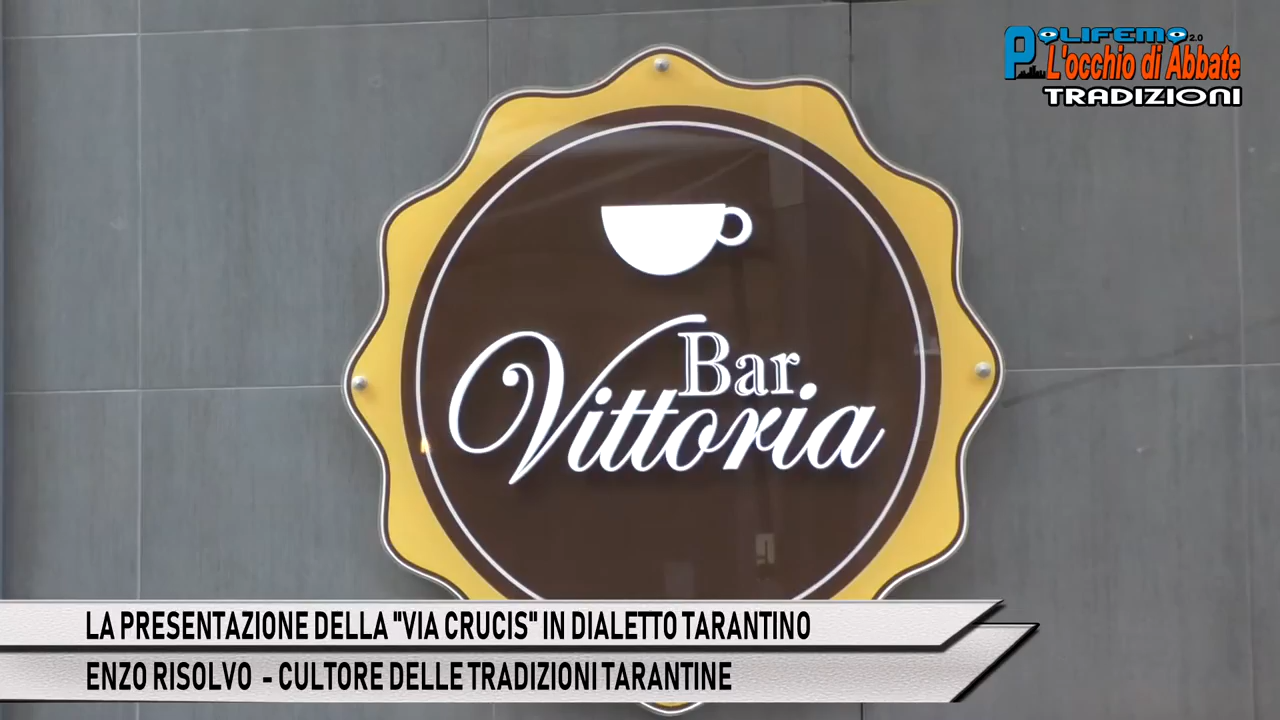 POLIFEMO 2.0
L'occhio di Abbate
TRADIZIONI
Bar
Vittoria
LA PRESENTAZIONE DELLA "VIA CRUCIS" IN DIALETTO TARANTINO
ENZO RISOLVO - CULTORE DELLE TRADIZIONI TARANTINE